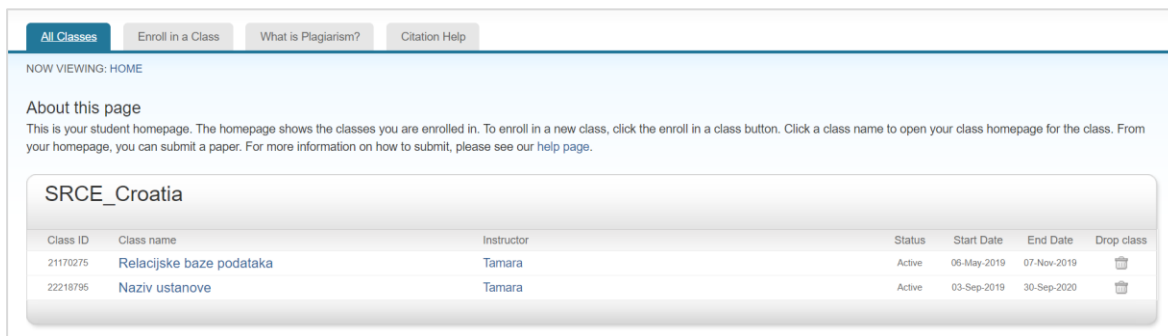 All Classes Enroll in a Class What is Plagiarism? Citation Help
NOW VIEWING: HOME
About this page
This is your student homepage. The homepage shows the classes you are enrolled in. To enroll in a new class, click the enroll in a class button. Click a class name to open your class homepage for the class. From
your homepage, you can submit a paper. For more information on how to submit, please see our help page.
SRCE_Croatia
Class ID Class name Instructor Status Start Date End Date Drop class
21170275 Relacijske baze podataka Tamara Active 06-May-2019 07-Nov-2019
22218795 Naziv ustanove Tamara Active 03-Sep-2019 30-Sep-2020